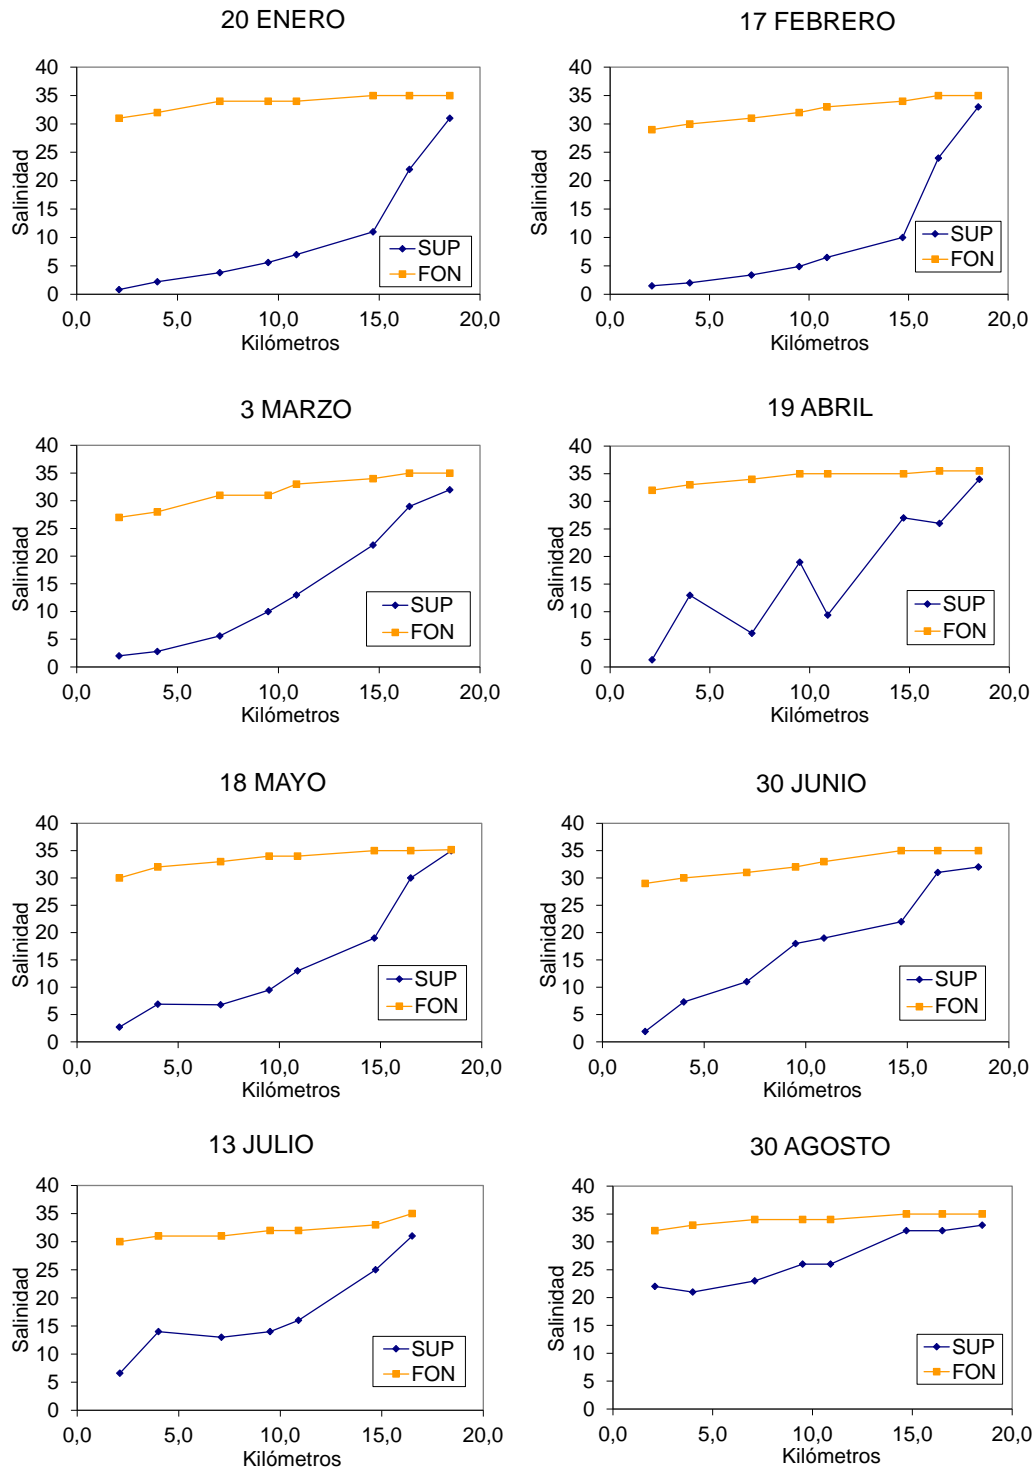 20 ENERO
40
35
30
25
20
15
10
5
0
Salinidad
SUP
FON
0,0 5,0 10,0 15,0 20,0
Kilómetros
17 FEBRERO
40
35
30
25
20
15
10
5
0
Salinidad
SUP
FON
0,0 5,0 10,0 15,0 20,0
Kilómetros
3 MARZO
40
35
30
25
20
15
10
5
0
Salinidad
SUP
FON
0,0 5,0 10,0 15,0 20,0
Kilómetros
19 ABRIL
40
35
30
25
20
15
10
5
0
Salinidad
SUP
FON
0,0 5,0 10,0 15,0 20,0
Kilómetros
18 MAYO
40
35
30
25
20
15
10
5
0
Salinidad
SUP
FON
0,0 5,0 10,0 15,0 20,0
Kilómetros
30 JUNIO
40
35
30
25
20
15
10
5
0
Salinidad
SUP
FON
0,0 5,0 10,0 15,0 20,0
Kilómetros
13 JULIO
40
35
30
25
20
15
10
5
0
Salinidad
SUP
FON
0,0 5,0 10,0 15,0 20,0
Kilómetros
30 AGOSTO
40
35
30
25
20
15
10
5
0
Salinidad
SUP
FON
0,0 5,0 10,0 15,0 20,0
Kilómetros